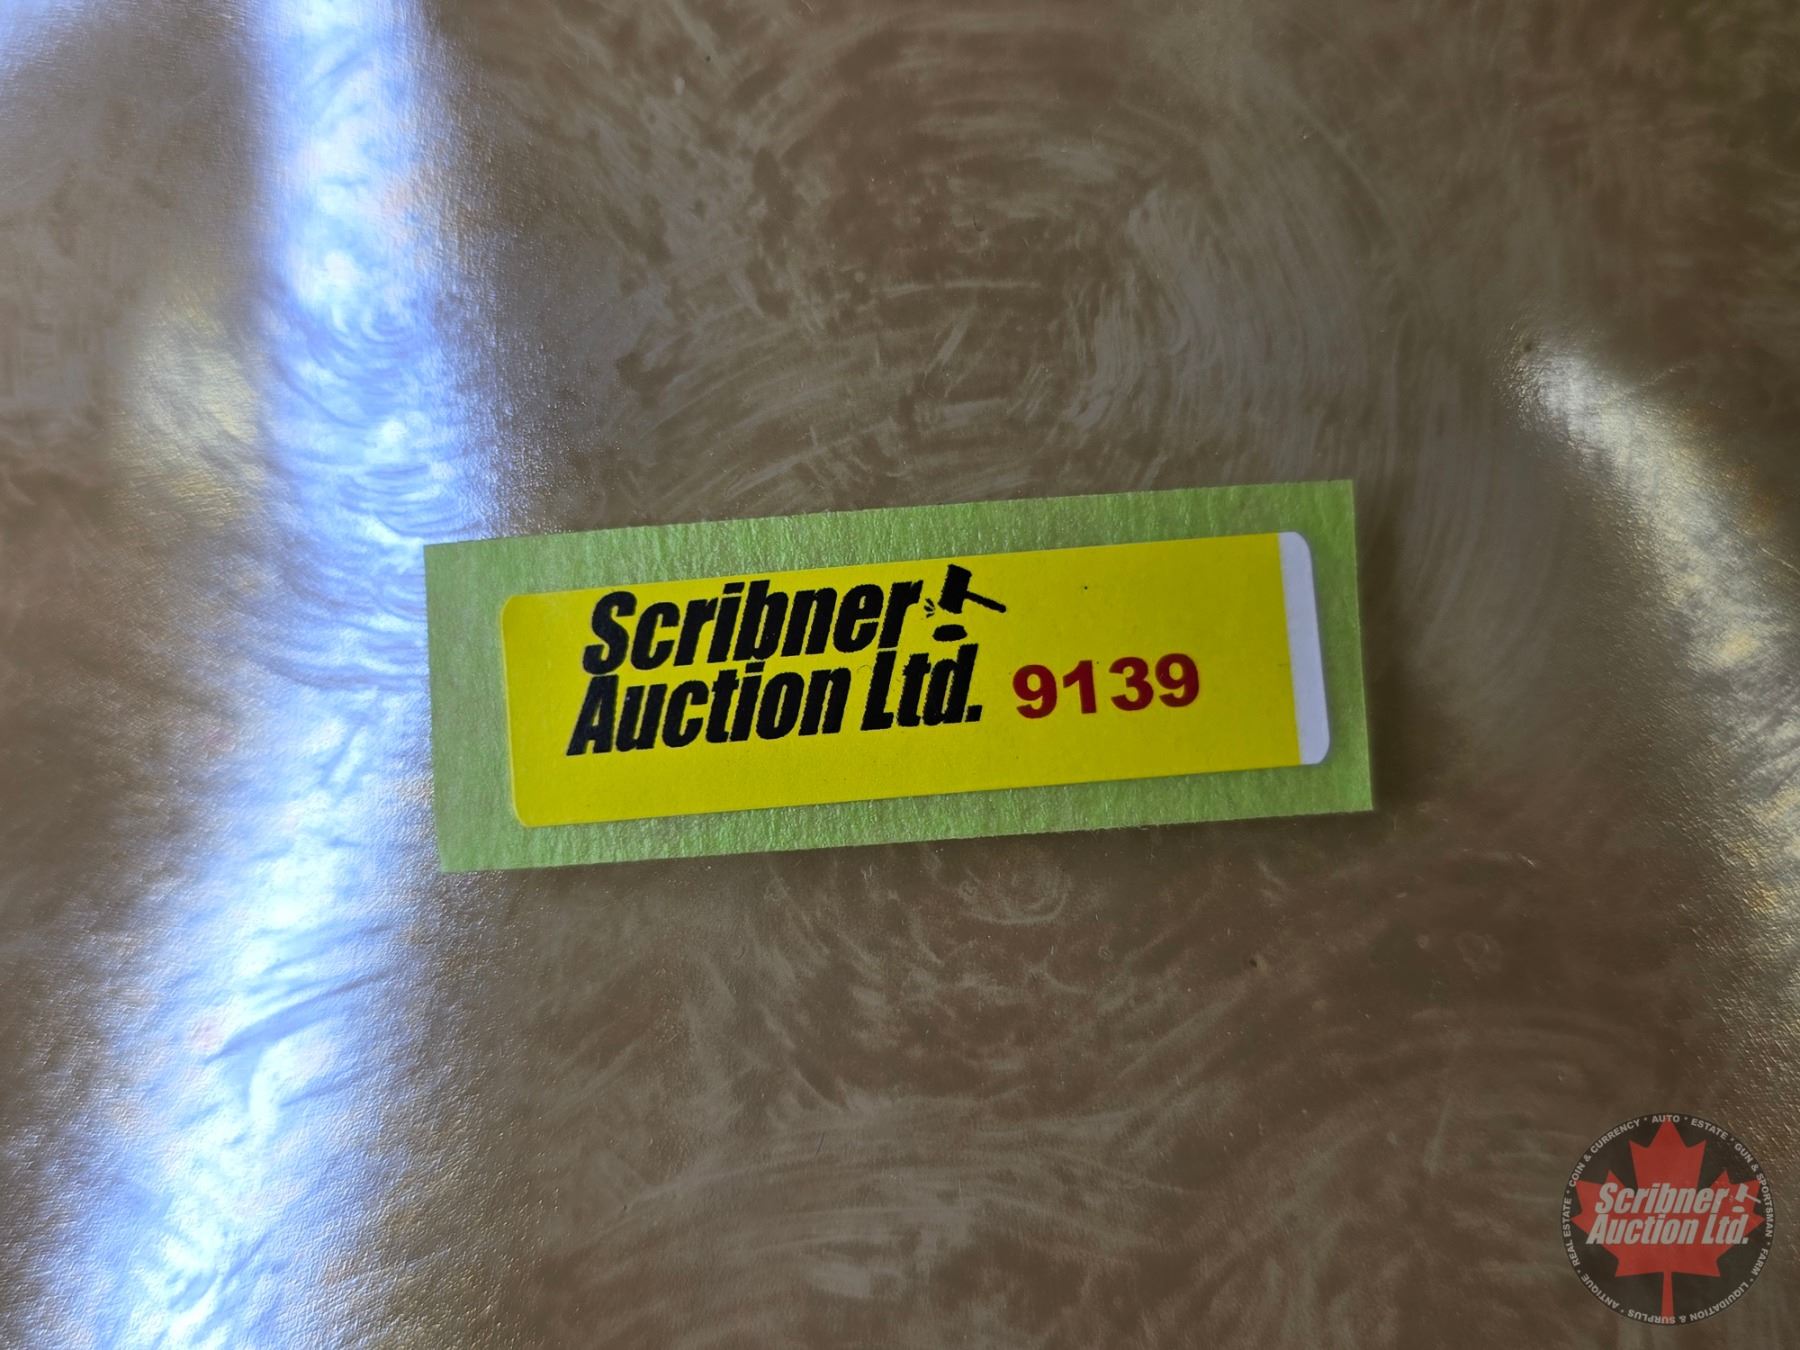 Scribner
Auction Ltd. 9139
COIN & CURRENCY * AUTO * ESTATE * GUN & SPORTSMAN * FARM * LIQUIDATION & SURPLUS * ANTIQUE * REAL ESTATE *
Scribner
Auction Ltd.